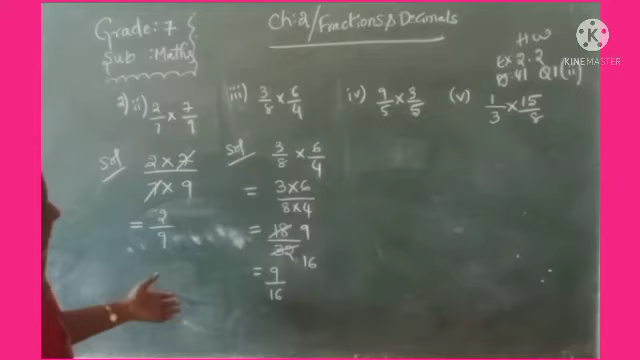 Grade: 7
Sub: Maths
Ch:2/Fractions & Decimals
HW
Ex 2.2
p:41 Q1(ii)
KINEMASTER
2) ii) 2/7 × 7/9
iii) 3/8 × 6/4
iv) 9/5 × 3/5
(v) 1/3 × 15/8
Sol 2 × 7 / 7 × 9
= 2/9
Sol 3/8 × 6/4
= 3×6 / 8×4
= 18 9 / 32 16
= 9/16